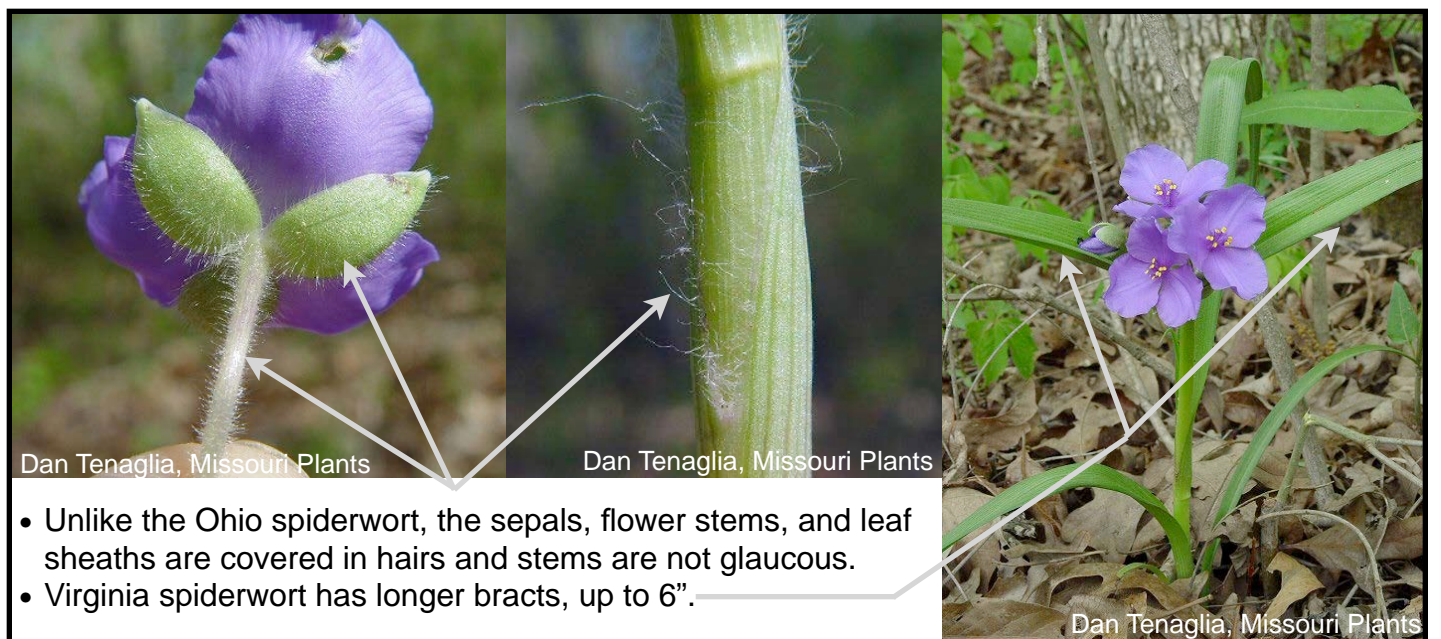 Dan Tenaglia, Missouri Plants
Dan Tenaglia, Missouri Plants
• Unlike the Ohio spiderwort, the sepals, flower stems, and leaf
sheaths are covered in hairs and stems are not glaucous.
• Virginia spiderwort has longer bracts, up to 6”.
Dan Tenaglia, Missouri Plants